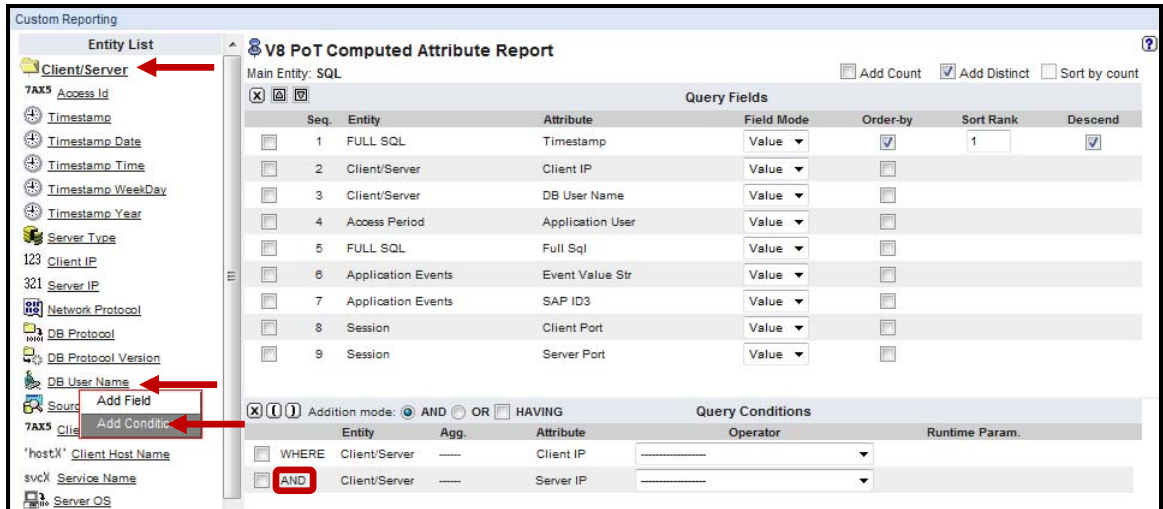 Custom Reporting
Entity List
Client/Server
7AX5 Access Id
Timestamp
Timestamp Date
Timestamp Time
Timestamp WeekDay
Timestamp Year
Server Type
123 Client IP
321 Server IP
Network Protocol
DB Protocol
DB Protocol Version
DB User Name
Sourc
Add Field
Add Conditic
7AX5 Clie
'hostX' Client Host Name
svcX Service Name
Server OS
V8 PoT Computed Attribute Report
?
Main Entity: SQL
Add Count Add Distinct Sort by count
X Query Fields
Seq. Entity Attribute Field Mode Order-by Sort Rank Descend
1 FULL SQL Timestamp Value 1
2 Client/Server Client IP Value
3 Client/Server DB User Name Value
4 Access Period Application User Value
5 FULL SQL Full Sql Value
6 Application Events Event Value Str Value
7 Application Events SAP ID3 Value
8 Session Client Port Value
9 Session Server Port Value
X ( ) Addition mode: AND OR HAVING Query Conditions
Entity Agg. Attribute Operator Runtime Param.
WHERE Client/Server ------ Client IP -------------------
AND Client/Server ------ Server IP -------------------